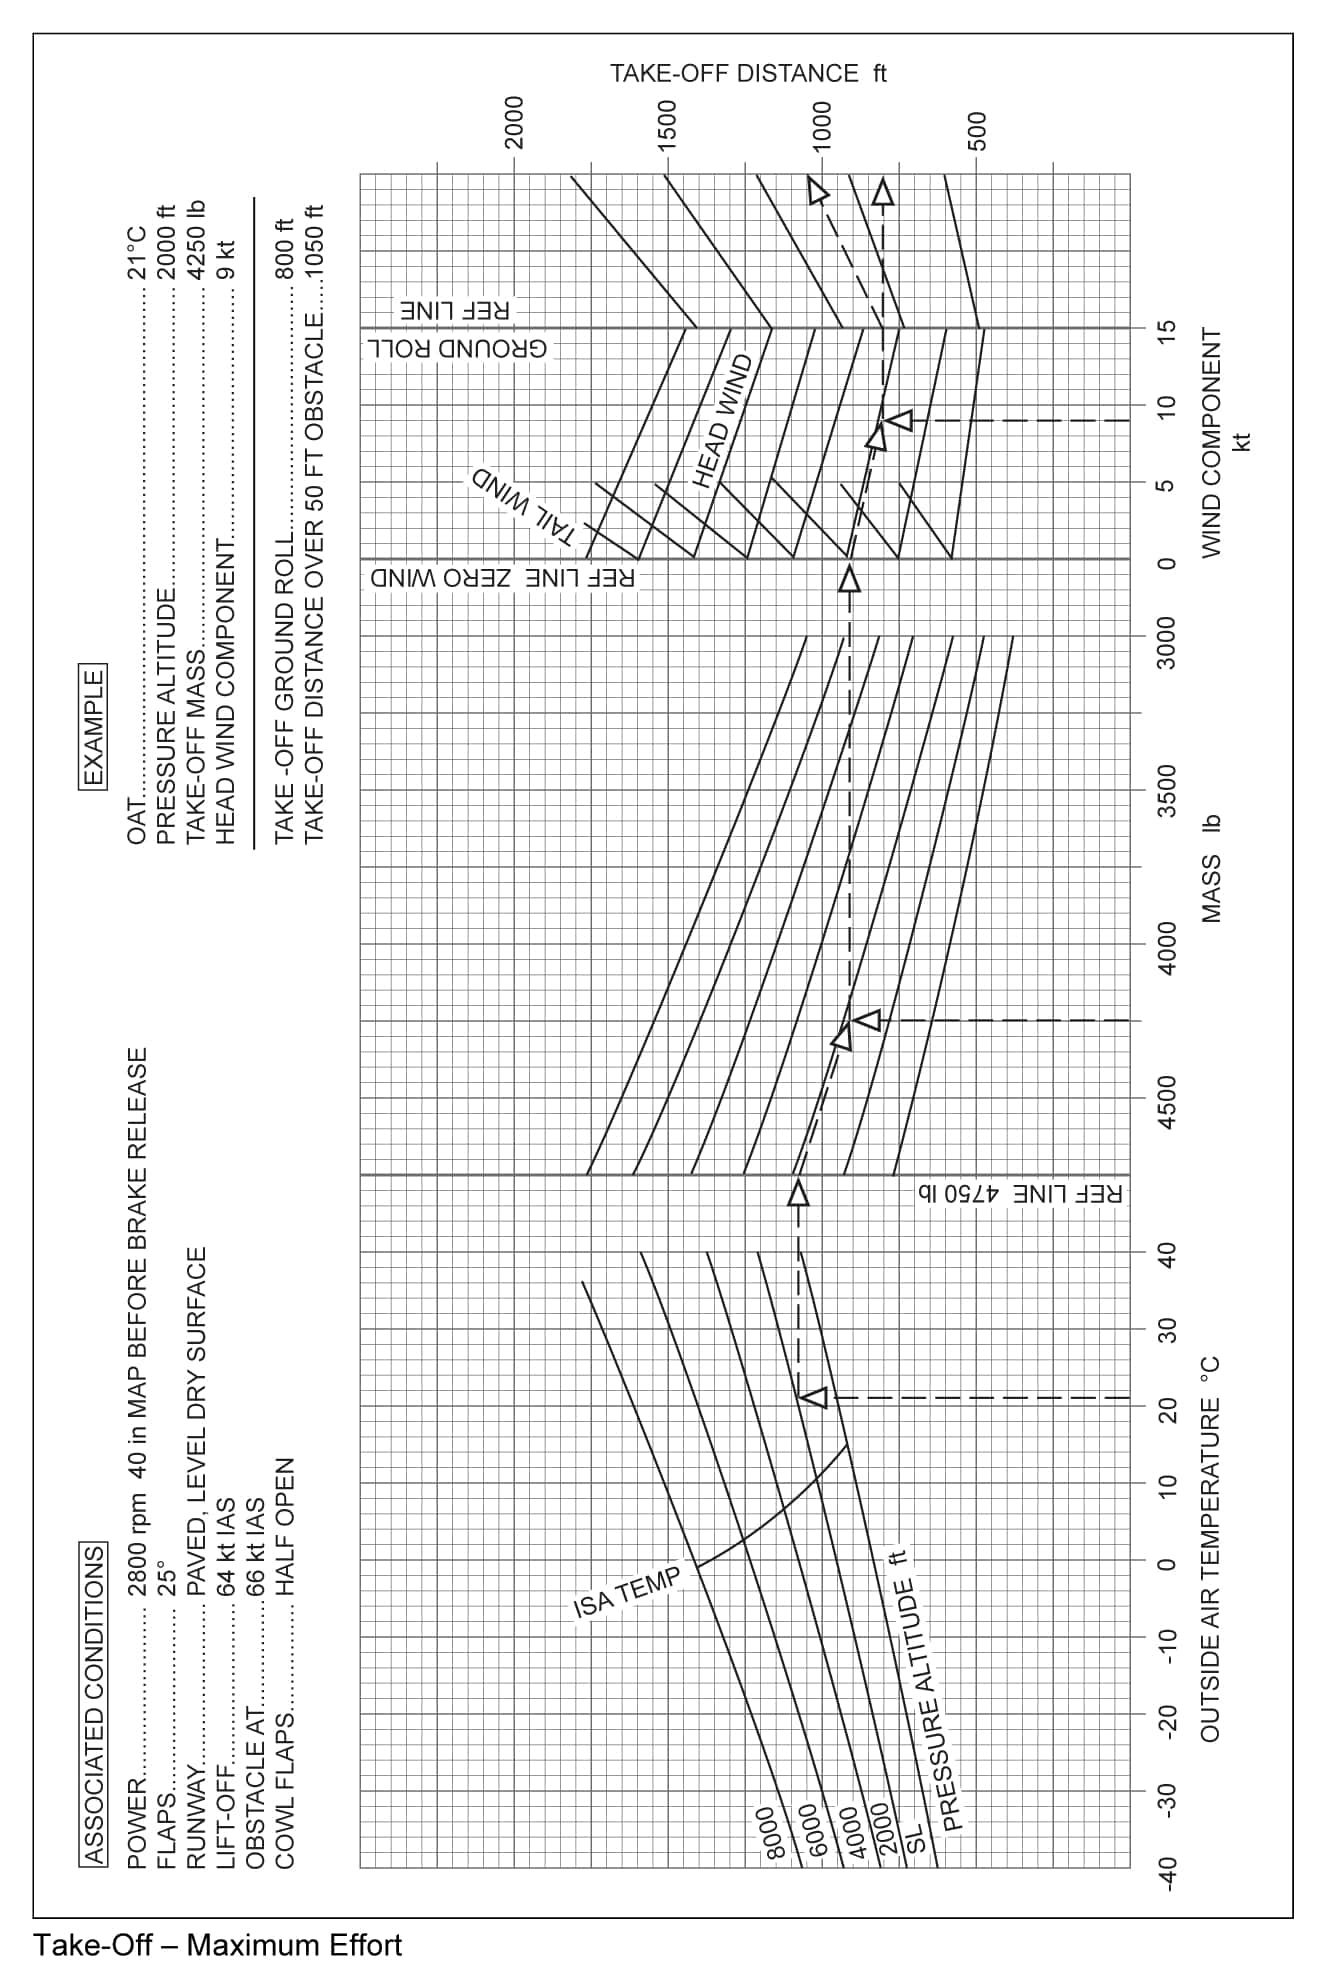 ASSOCIATED CONDITIONS
POWER.................... 2800 rpm 40 in MAP BEFORE BRAKE RELEASE
FLAPS...................... 25°
RUNWAY.................. PAVED, LEVEL DRY SURFACE
LIFT-OFF.................. 64 kt IAS
OBSTACLE AT........... 66 kt IAS
COWL FLAPS............ HALF OPEN
EXAMPLE
OAT.................................................... 21°C
PRESSURE ALTITUDE............................ 2000 ft
TAKE-OFF MASS.................................... 4250 lb
HEAD WIND COMPONENT........................ 9 kt
TAKE -OFF GROUND ROLL........................ 800 ft
TAKE-OFF DISTANCE OVER 50 FT OBSTACLE.... 1050 ft
TAKE-OFF DISTANCE ft
2000
1500
1000
500
8000
6000
4000
2000
SL
PRESSURE ALTITUDE ft
ISA TEMP
REF LINE 4750 lb
REF LINE ZERO WIND
TAIL WIND
HEAD WIND
GROUND ROLL
REF LINE
-40 -30 -20 -10 0 10 20 30 40
OUTSIDE AIR TEMPERATURE °C
4500 4000 3500 3000
MASS lb
0 5 10 15
WIND COMPONENT
kt
Take-Off – Maximum Effort